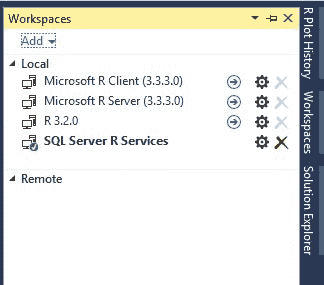 Workspaces
Add
Local
Microsoft R Client (3.3.3.0)
Microsoft R Server (3.3.3.0)
R 3.2.0
SQL Server R Services
Remote
R Plot History
Workspaces
Solution Explorer